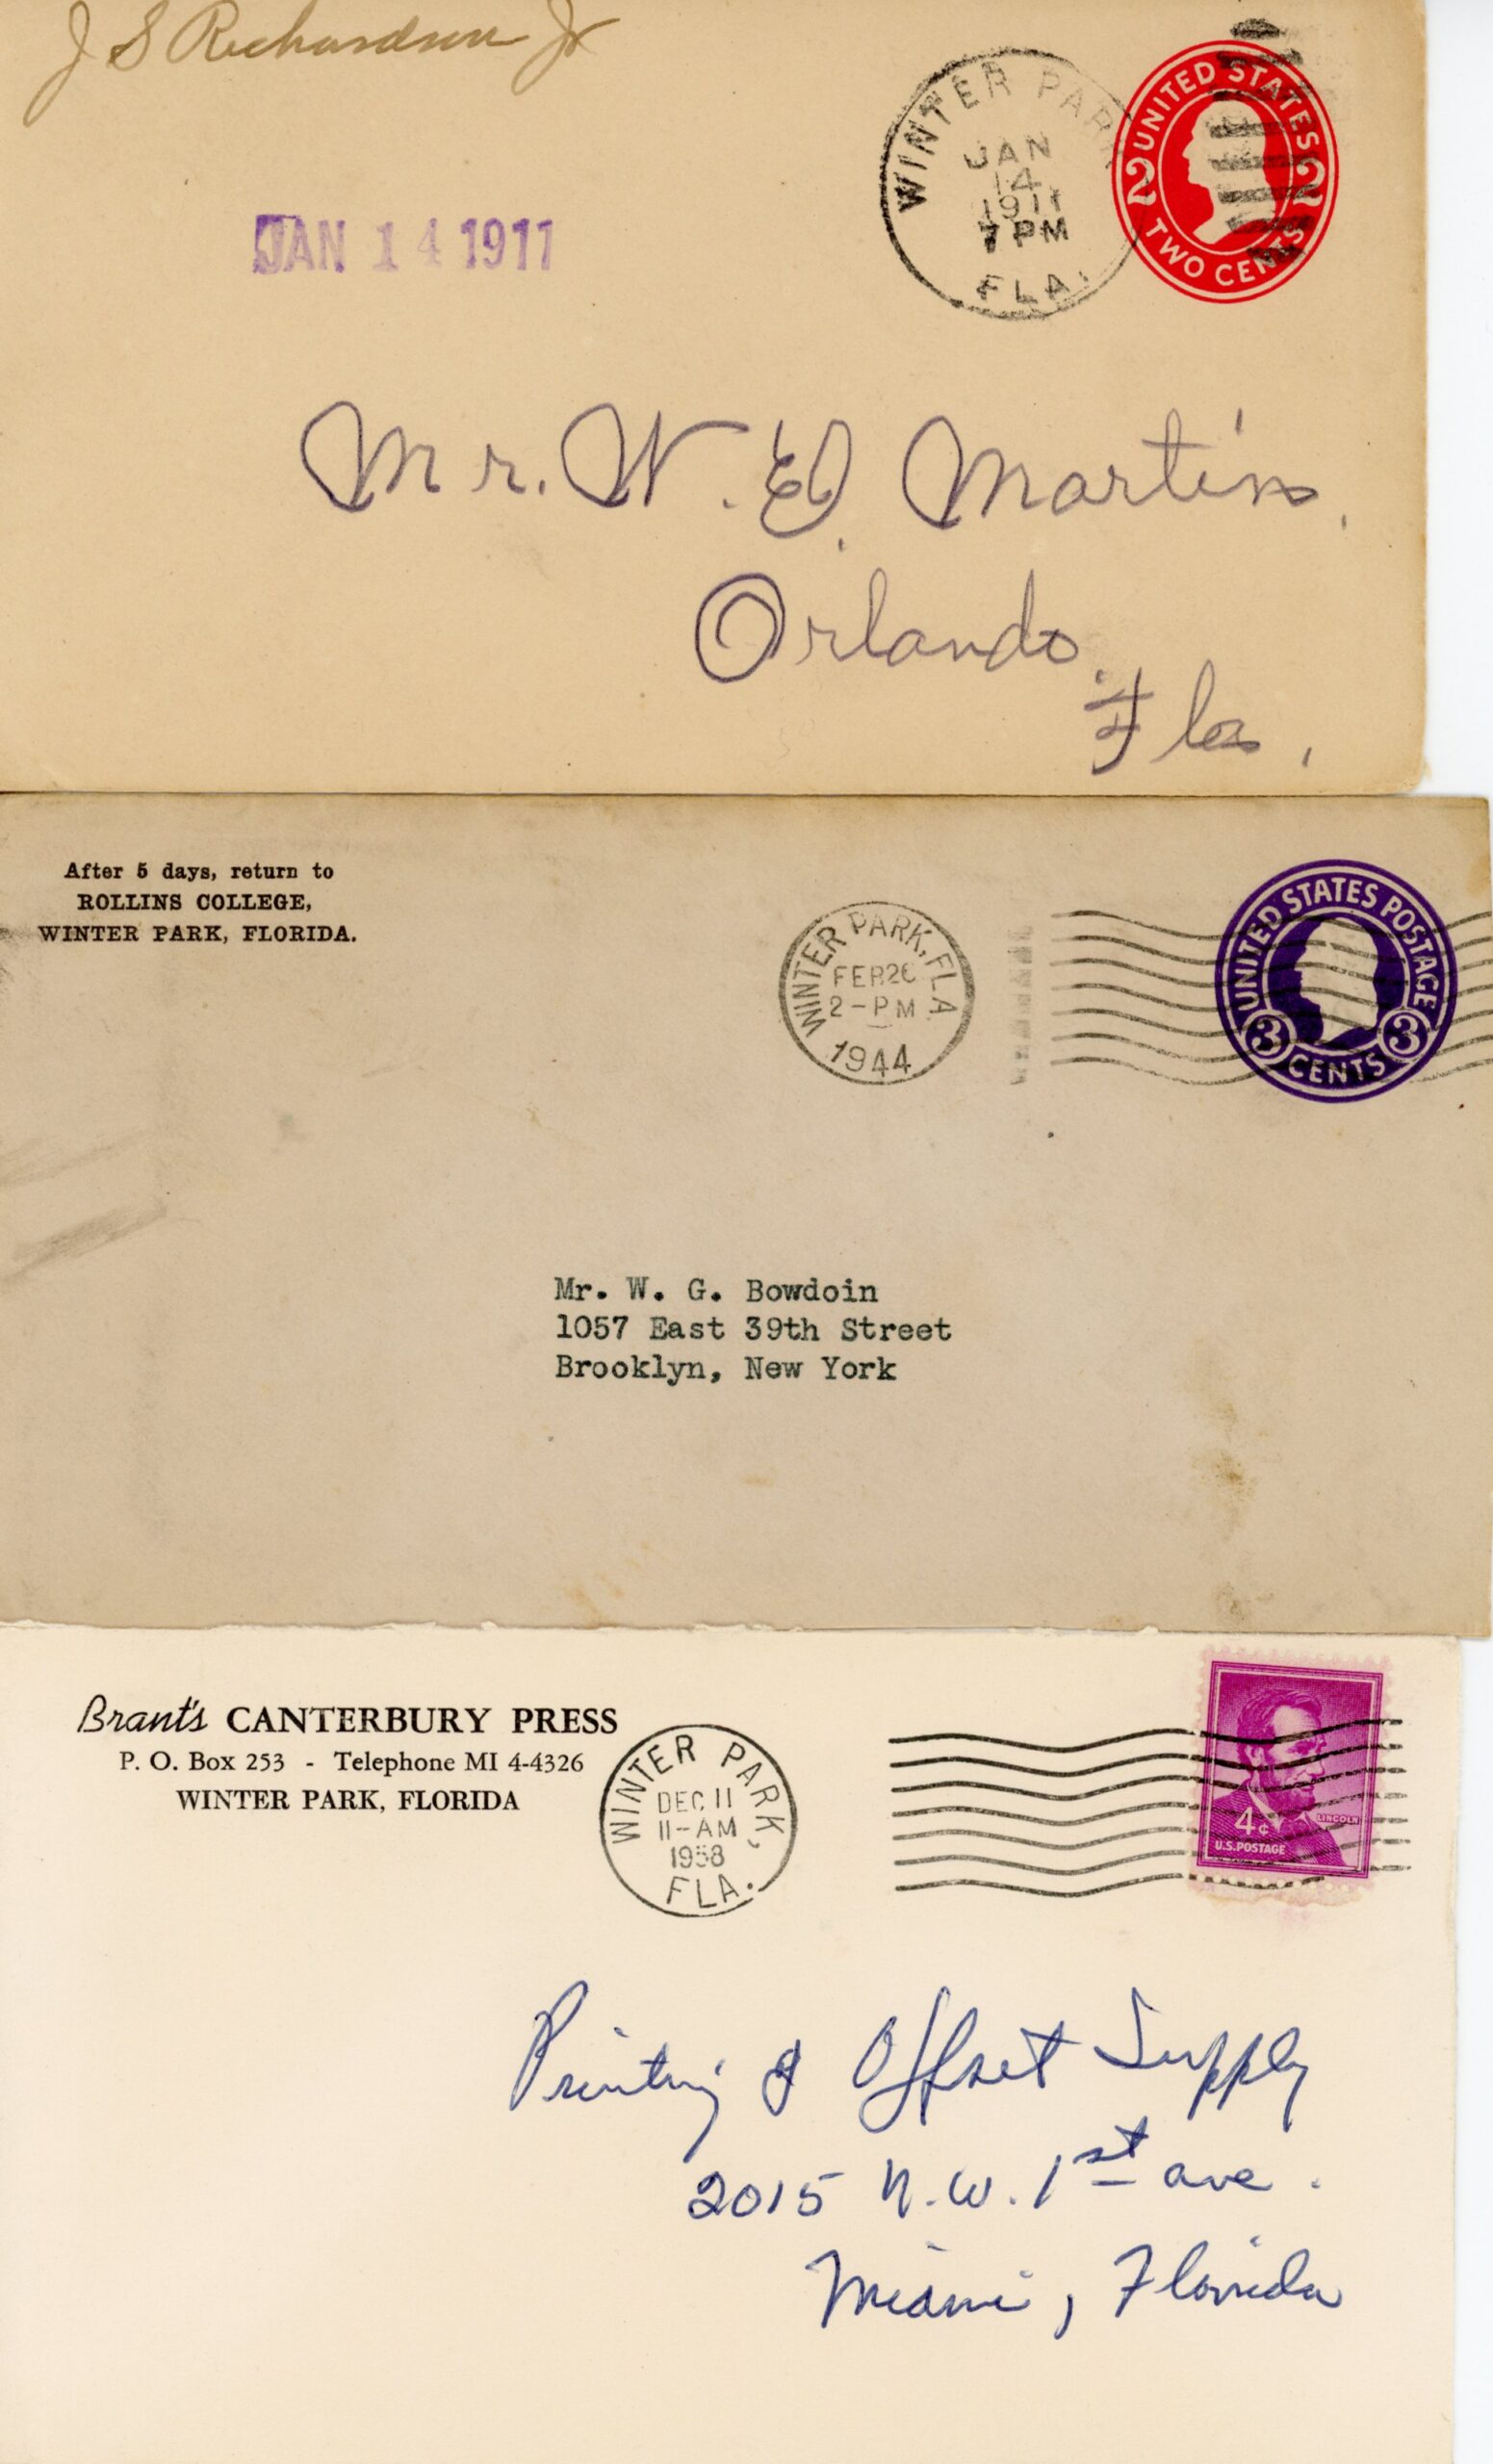 J S Richardson Jr
WINTER PARK
JAN
14
1911
7 PM
FLA.
UNITED STATES
2 2
TWO CENTS
JAN 14 1911
Mr. W. E. Martin,
Orlando.
Fla,
After 5 days, return to
ROLLINS COLLEGE,
WINTER PARK, FLORIDA.
WINTER PARK, FLA
FEB 26
2-PM
1944
UNITED STATES POSTAGE
3 3
CENTS
Mr. W. G. Bowdoin
1057 East 39th Street
Brooklyn, New York
Brant's CANTERBURY PRESS
P. O. Box 253 - Telephone MI 4-4326
WINTER PARK, FLORIDA
WINTER PARK,
DEC 11
11-AM
1958
FLA.
4¢
LINCOLN
U.S. POSTAGE
Printing & Offset Supply
2015 N.W. 1st ave.
Miami, Florida